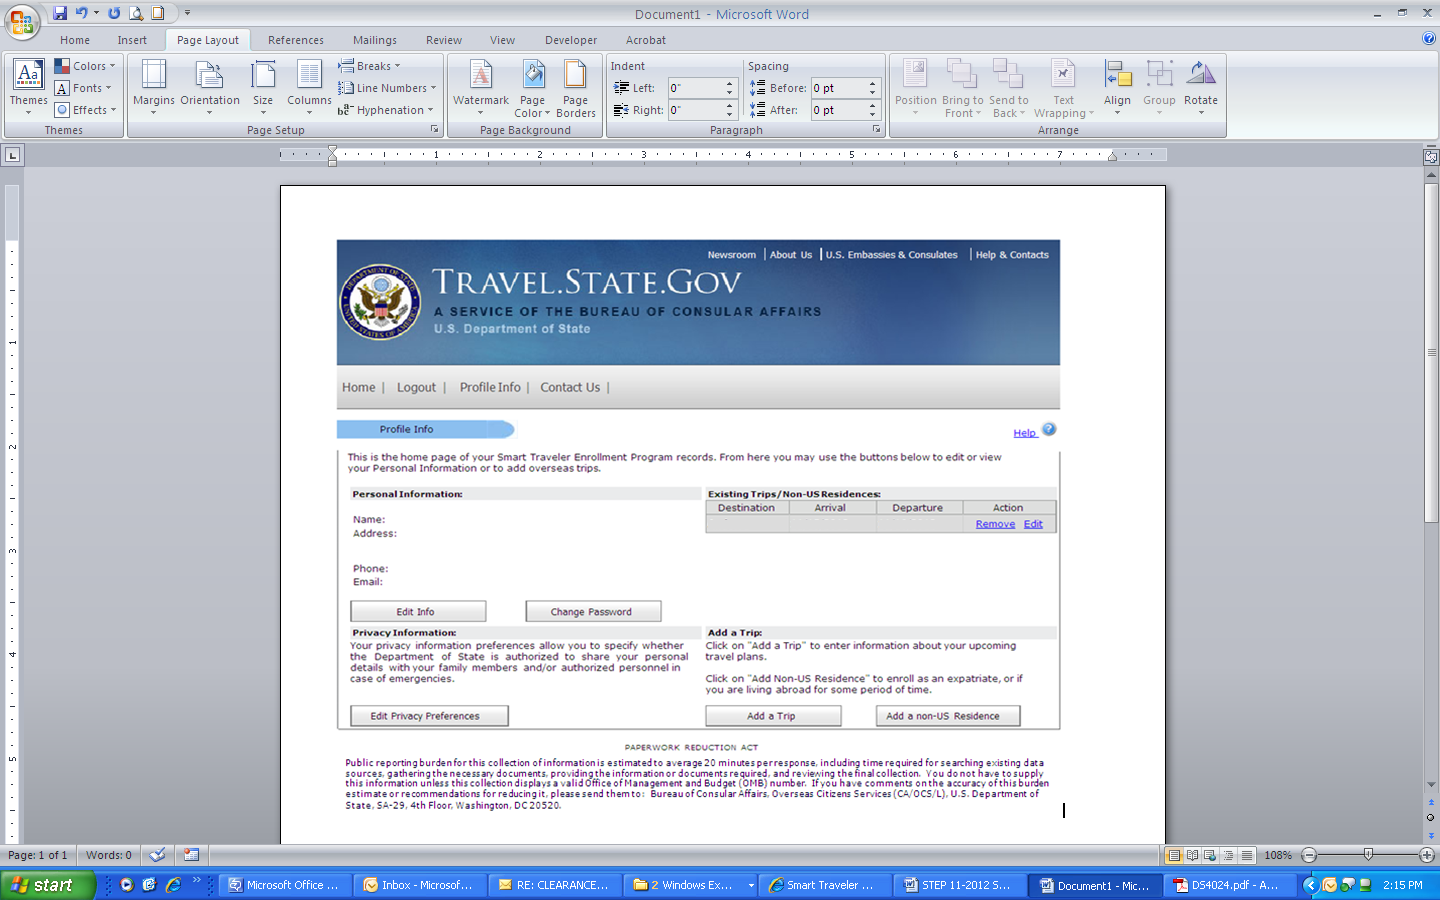 Document1 - Microsoft Word
Home Insert Page Layout References Mailings Review View Developer Acrobat
Aa Themes Colors Fonts Effects
Margins Orientation Size Columns Breaks Line Numbers Hyphenation
Watermark Page Color Page Borders
Indent Left: 0" Right: 0"
Spacing Before: 0 pt After: 0 pt
Position Bring to Front Send to Back Text Wrapping Align Group Rotate
Themes Page Setup Page Background Paragraph Arrange
1 2 3 4 5 6 7
1
2
3
4
5
Newsroom | About Us | U.S. Embassies & Consulates | Help & Contacts
TRAVEL.STATE.GOV
A SERVICE OF THE BUREAU OF CONSULAR AFFAIRS
U.S. Department of State
Home | Logout | Profile Info | Contact Us |
Profile Info
Help ?
This is the home page of your Smart Traveler Enrollment Program records. From here you may use the buttons below to edit or view
your Personal Information or to add overseas trips.
Personal Information:
Name:
Address:
Phone:
Email:
Edit Info Change Password
Existing Trips/Non-US Residences:
Destination Arrival Departure Action
Remove Edit
Privacy Information:
Your privacy information preferences allow you to specify whether
the Department of State is authorized to share your personal
details with your family members and/or authorized personnel in
case of emergencies.
Edit Privacy Preferences
Add a Trip:
Click on "Add a Trip" to enter information about your upcoming
travel plans.
Click on "Add Non-US Residence" to enroll as an expatriate, or if
you are living abroad for some period of time.
Add a Trip Add a non-US Residence
PAPERWORK REDUCTION ACT
Public reporting burden for this collection of information is estimated to average 20 minutes per response, including time required for searching existing data
sources, gathering the necessary documents, providing the information or documents required, and reviewing the final collection. You do not have to supply
this information unless this collection displays a valid Office of Management and Budget (OMB) number. If you have comments on the accuracy of this burden
estimate or recommendations for reducing it, please send them to: Bureau of Consular Affairs, Overseas Citizens Services (CA/OCS/L), U.S. Department of
State, SA-29, 4th Floor, Washington, DC 20520.
Page: 1 of 1 Words: 0 108%
start Microsoft Office ... Inbox - Microsof... RE: CLEARANCE... 2 Windows Ex... Smart Traveler ... STEP 11-2012 S... Document1 - Mic... DS4024.pdf - A... 2:15 PM